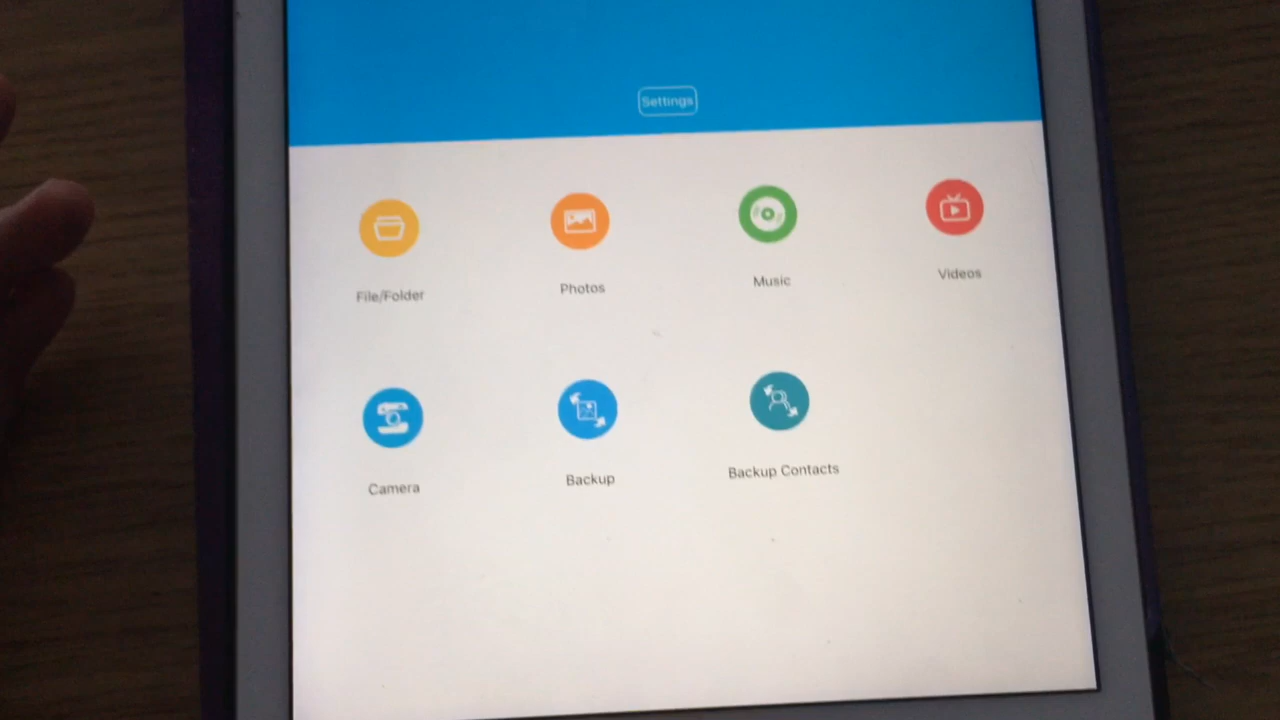 Settings
File/Folder
Photos
Music
Videos
Camera
Backup
Backup Contacts